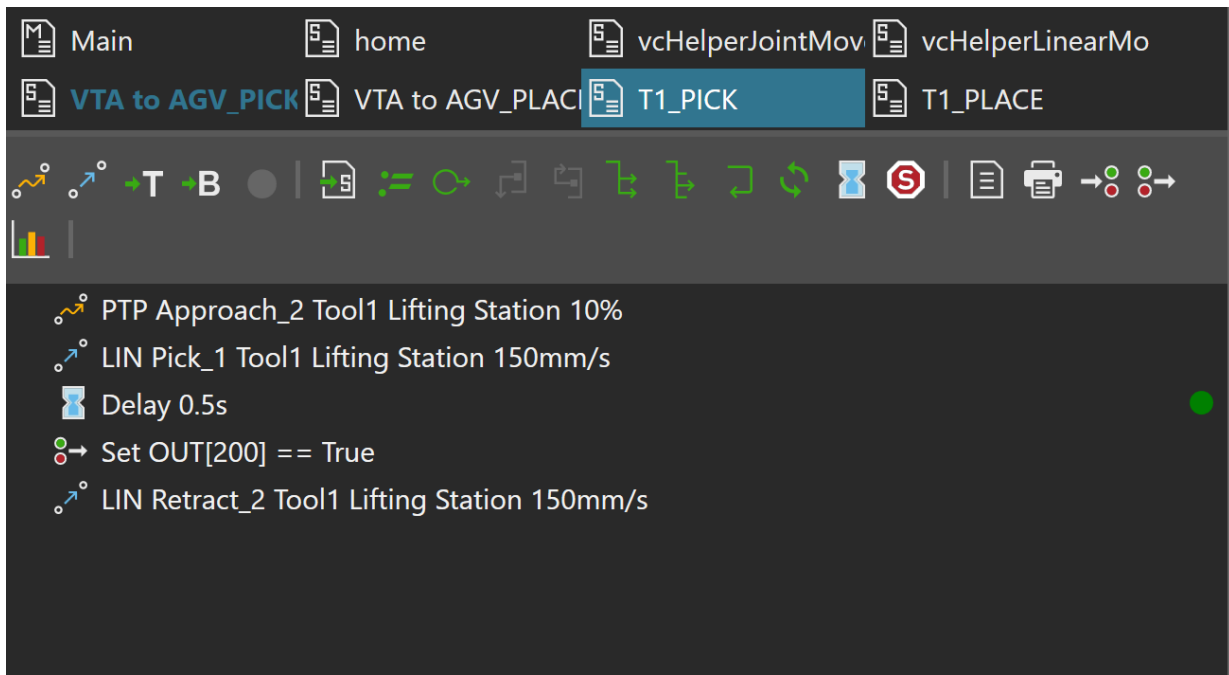 Main home vcHelperJointMov vcHelperLinearMo
VTA to AGV_PICK VTA to AGV_PLACI T1_PICK T1_PLACE
T B S S
PTP Approach_2 Tool1 Lifting Station 10%
LIN Pick_1 Tool1 Lifting Station 150mm/s
Delay 0.5s
Set OUT[200] == True
LIN Retract_2 Tool1 Lifting Station 150mm/s